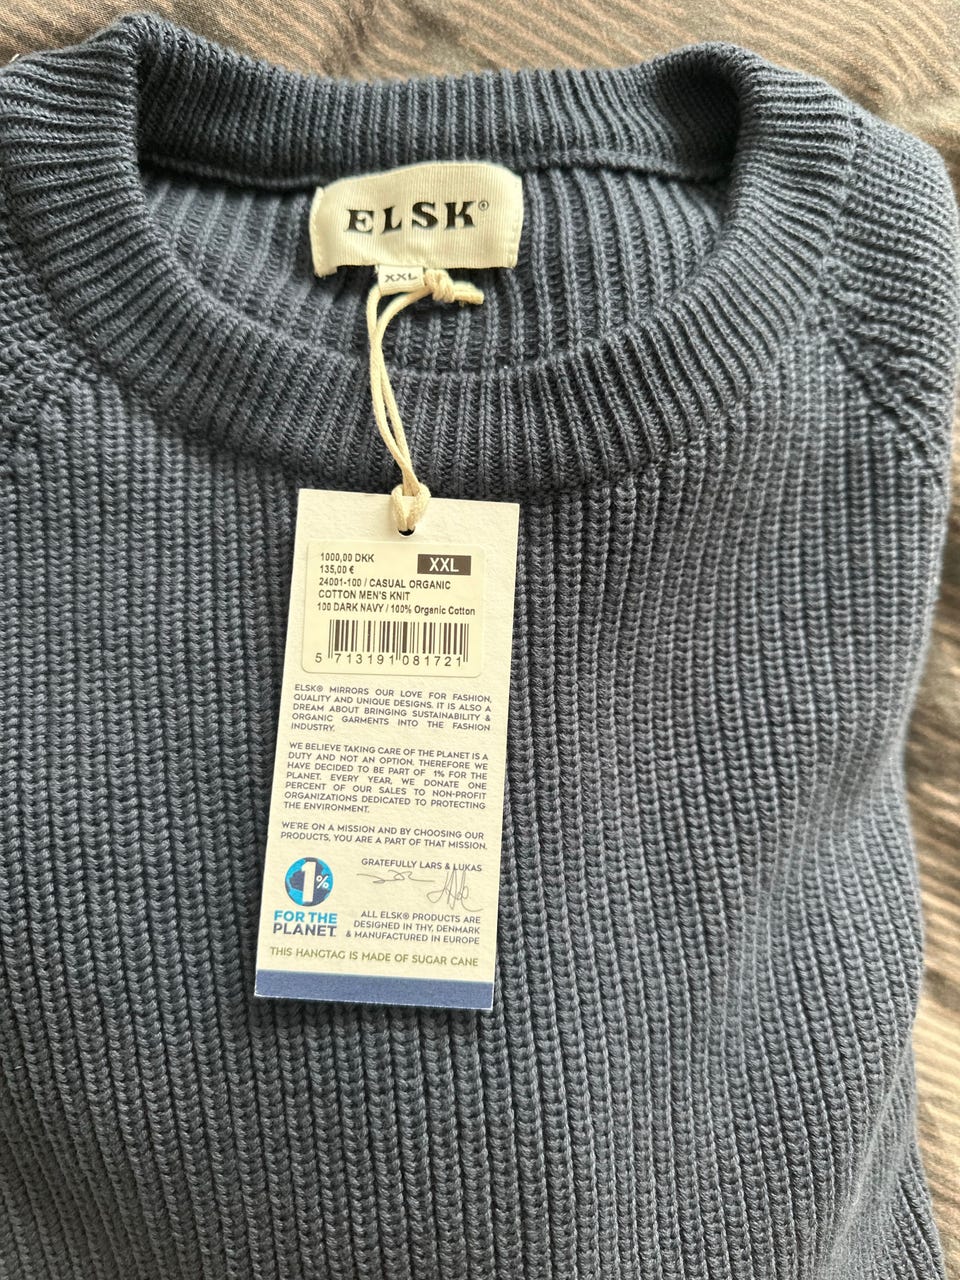 ELSK®
XXL
1000,00 DKK
XXL
135,00 €
24001-100 / CASUAL ORGANIC
COTTON MEN'S KNIT
100 DARK NAVY / 100% Organic Cotton
5 713191 081721
ELSK® MIRRORS OUR LOVE FOR FASHION,
QUALITY AND UNIQUE DESIGNS. IT IS ALSO A
DREAM ABOUT BRINGING SUSTAINABILITY &
ORGANIC GARMENTS INTO THE FASHION
INDUSTRY.
WE BELIEVE TAKING CARE OF THE PLANET IS A
DUTY AND NOT AN OPTION. THEREFORE WE
HAVE DECIDED TO BE PART OF 1% FOR THE
PLANET. EVERY YEAR, WE DONATE ONE
PERCENT OF OUR SALES TO NON-PROFIT
ORGANIZATIONS DEDICATED TO PROTECTING
THE ENVIRONMENT.
WE'RE ON A MISSION AND BY CHOOSING OUR
PRODUCTS, YOU ARE A PART OF THAT MISSION.
GRATEFULLY LARS & LUKAS
1%
FOR THE
PLANET
ALL ELSK® PRODUCTS ARE
DESIGNED IN THY, DENMARK
& MANUFACTURED IN EUROPE
THIS HANGTAG IS MADE OF SUGAR CANE